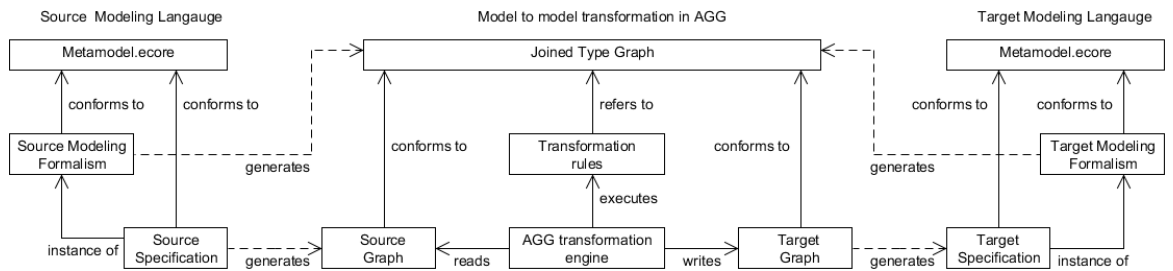 Source Modeling Langauge
Model to model transformation in AGG
Target Modeling Langauge
Metamodel.ecore
Joined Type Graph
Metamodel.ecore
conforms to
conforms to
refers to
conforms to
conforms to
Source Modeling
Formalism
generates
conforms to
Transformation
rules
conforms to
generates
Target Modeling
Formalism
executes
instance of
Source
Specification
generates
Source
Graph
reads
AGG transformation
engine
writes
Target
Graph
generates
Target
Specification
instance of